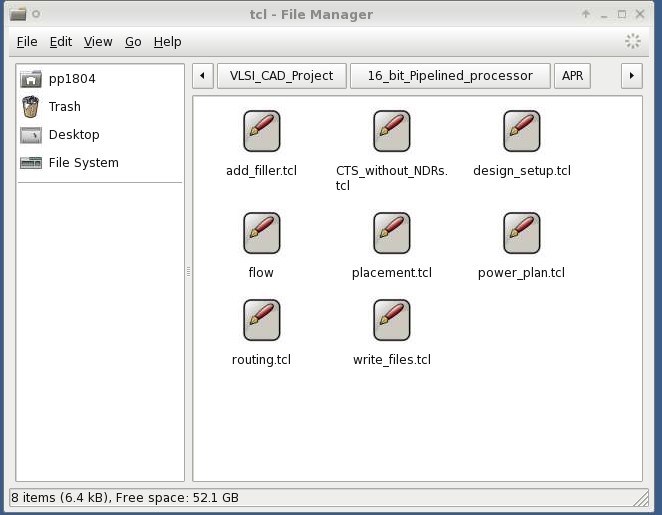 tcl - File Manager
File Edit View Go Help
pp1804
Trash
Desktop
File System
VLSI_CAD_Project 16_bit_Pipelined_processor APR
add_filler.tcl
CTS_without_NDRs.
tcl
design_setup.tcl
flow
placement.tcl
power_plan.tcl
routing.tcl
write_files.tcl
8 items (6.4 kB), Free space: 52.1 GB